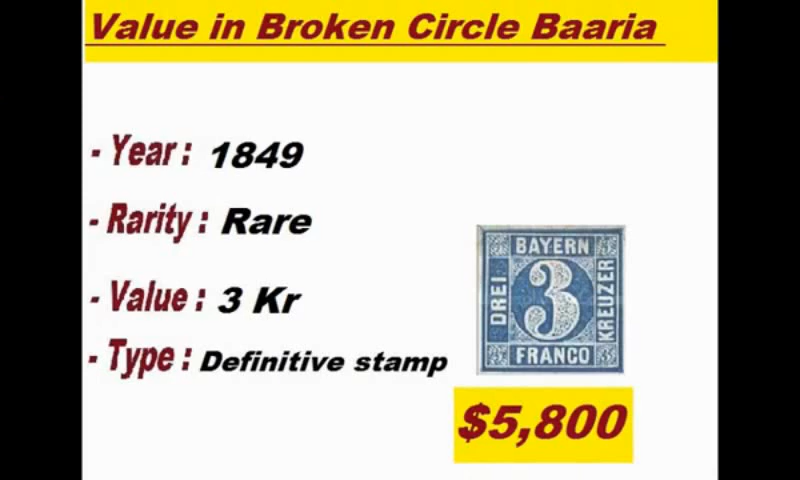 Value in Broken Circle Baaria
- Year : 1849
- Rarity : Rare
- Value : 3 Kr
- Type : Definitive stamp
BAYERN
DREI
3
KREUZER
FRANCO
$5,800